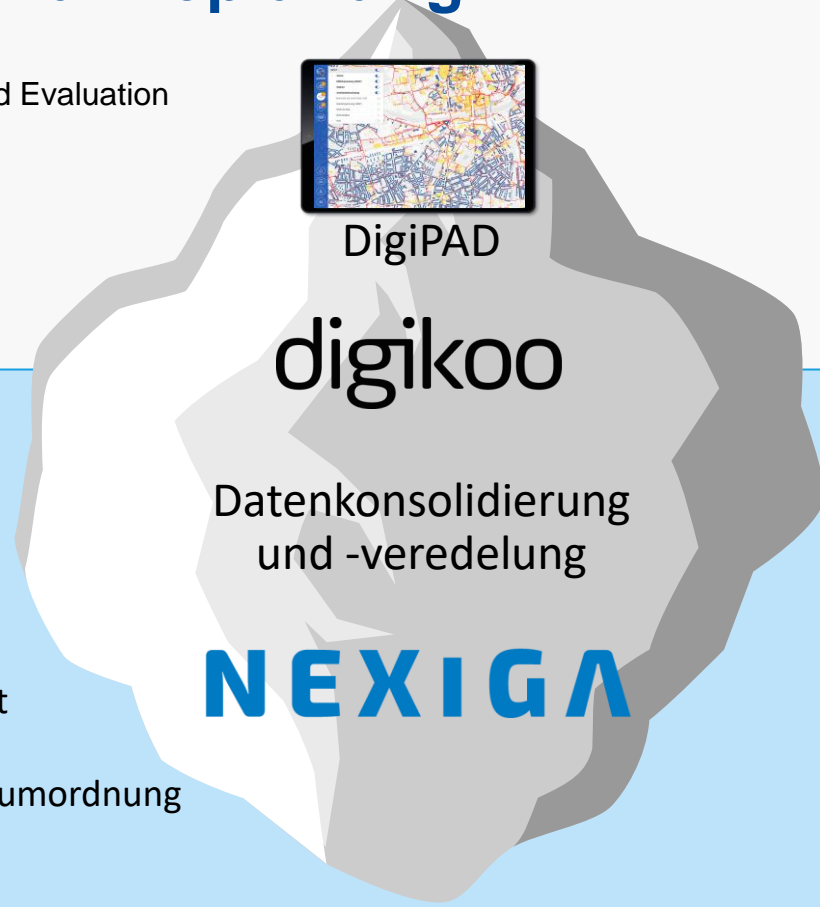 d Evaluation
DigiPAD
digikoo
Datenkonsolidierung
und -veredelung
NEXIGA
t
umordnung